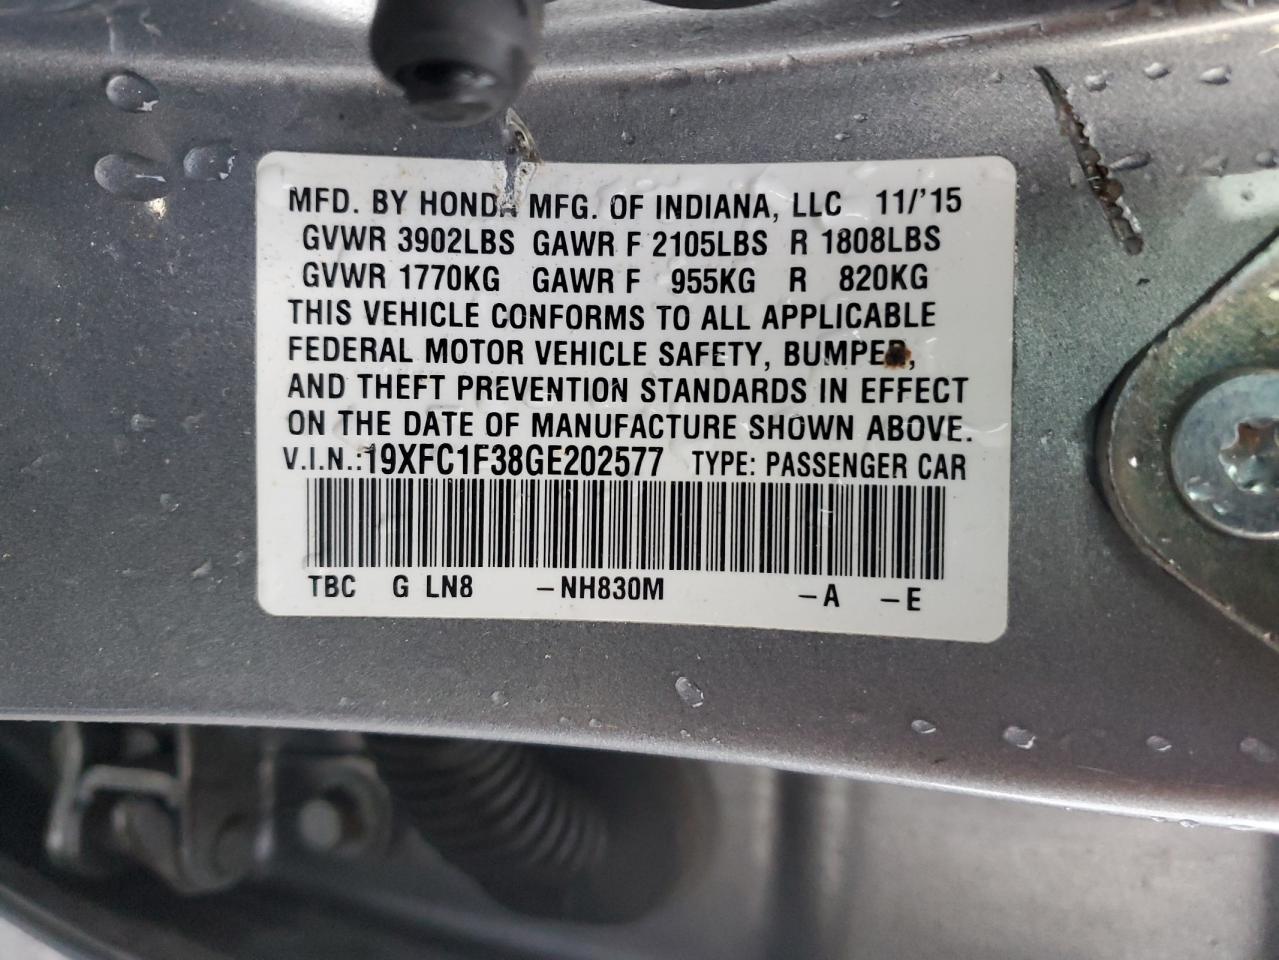 MFD. BY HONDA MFG. OF INDIANA, LLC 11/'15
GVWR 3902LBS GAWR F 2105LBS R 1808LBS
GVWR 1770KG GAWR F 955KG R 820KG
THIS VEHICLE CONFORMS TO ALL APPLICABLE
FEDERAL MOTOR VEHICLE SAFETY, BUMPER,
AND THEFT PREVENTION STANDARDS IN EFFECT
ON THE DATE OF MANUFACTURE SHOWN ABOVE.
V.I.N.:19XFC1F38GE202577 TYPE: PASSENGER CAR
TBC G LN8 -NH830M -A -E